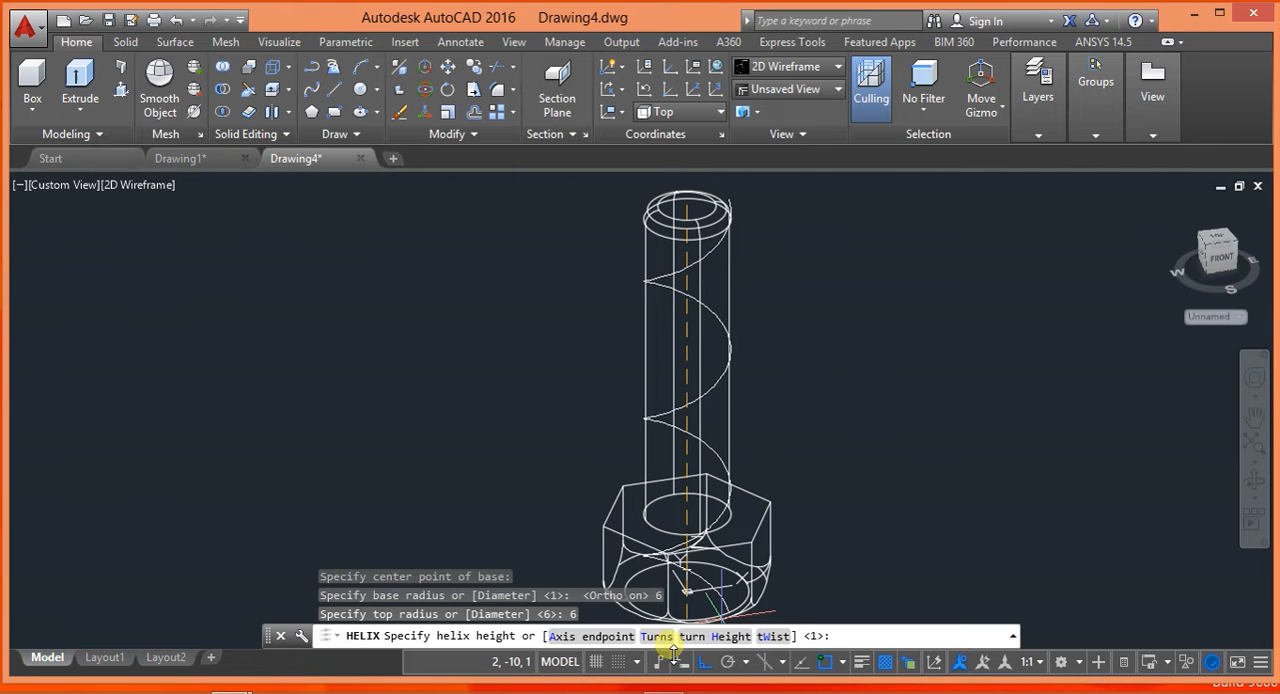 Autodesk AutoCAD 2016 Drawing4.dwg
Type a keyword or phrase
Sign In
Home Solid Surface Mesh Visualize Parametric Insert Annotate View Manage Output Add-ins A360 Express Tools Featured Apps BIM 360 Performance ANSYS 14.5
2D Wireframe
Unsaved View
Top
Box
Extrude
Smooth
Object
Section
Plane
Culling
No Filter
Move
Gizmo
Layers
Groups
View
Modeling
Mesh
Solid Editing
Draw
Modify
Section
Coordinates
View
Selection
Start
Drawing1*
Drawing4*
[−][Custom View][2D Wireframe]
TOP
FRONT
W
S
E
Unnamed
Specify center point of base:
Specify base radius or [Diameter] <1>: <Ortho on> 6
Specify top radius or [Diameter] <6>: 6
HELIX Specify helix height or [Axis endpoint Turns turn Height tWist] <1>:
Model
Layout1
Layout2
2, -10, 1
MODEL
1:1